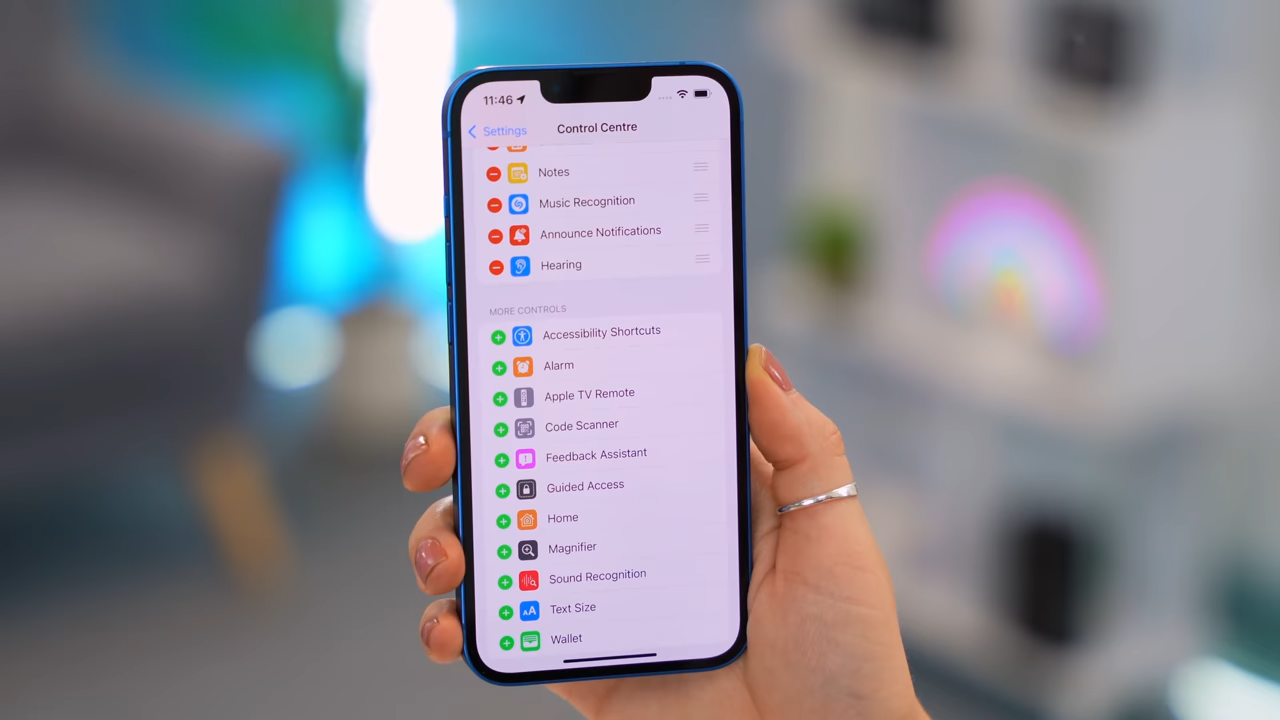 11:46
Settings
Control Centre
Notes
Music Recognition
Announce Notifications
Hearing
MORE CONTROLS
Accessibility Shortcuts
Alarm
Apple TV Remote
Code Scanner
Feedback Assistant
Guided Access
Home
Magnifier
Sound Recognition
AA Text Size
Wallet